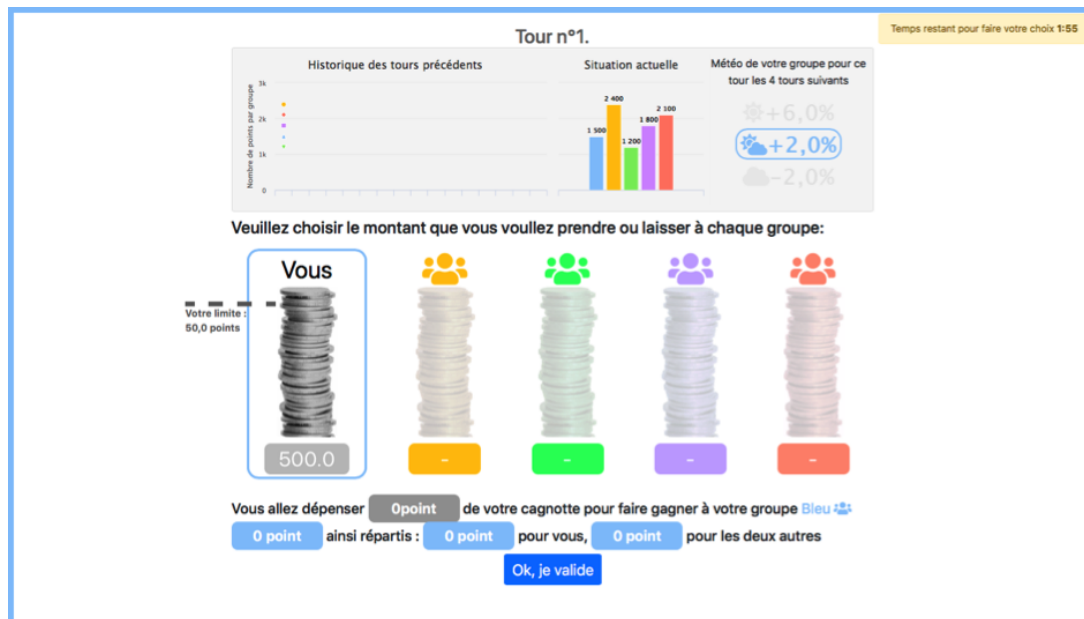 Tour n°1.
Temps restant pour faire votre choix 1:55
Historique des tours précédents
Situation actuelle
Météo de votre groupe pour ce
tour les 4 tours suivants
Nombre de points par groupe
3k
2k
1k
0
1 500
2 400
1 200
1 800
2 100
+6,0%
+2,0%
-2,0%
Veuillez choisir le montant que vous voullez prendre ou laisser à chaque groupe:
Vous
Votre limite :
50,0 points
500.0
-
-
-
-
Vous allez dépenser 0point de votre cagnotte pour faire gagner à votre groupe Bleu
0 point ainsi répartis : 0 point pour vous, 0 point pour les deux autres
Ok, je valide